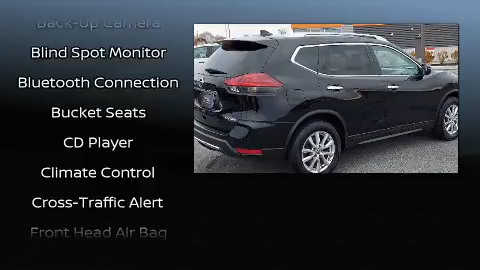 Back-Up Camera
Blind Spot Monitor
Bluetooth Connection
Bucket Seats
CD Player
Climate Control
Cross-Traffic Alert
Front Head Air Bag